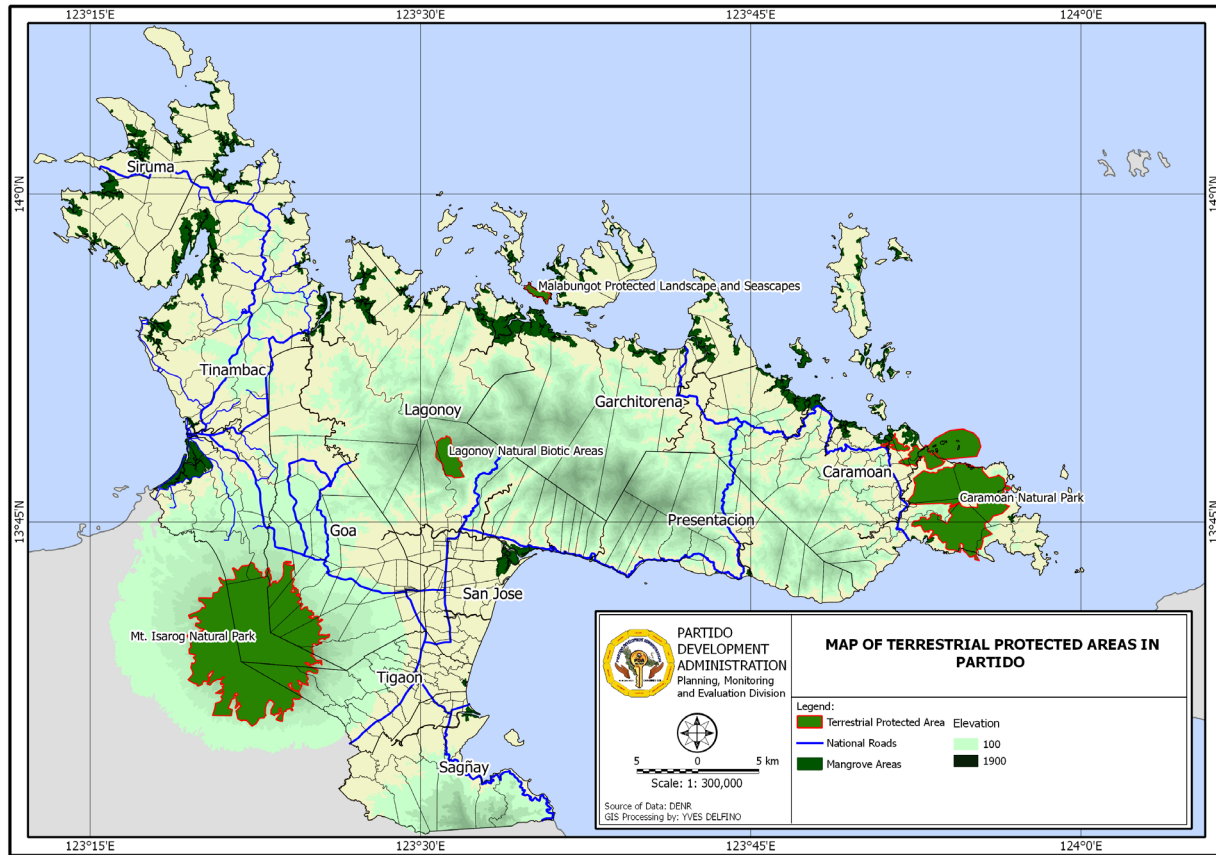 123°15'E 123°30'E 123°45'E 124°0'E
14°0'N 14°0'N
Siruma
Malabungot Protected Landscape and Seascapes
Tinambac
Lagonoy
Garchitorena
Lagonoy Natural Biotic Areas
Caramoan
Caramoan Natural Park
13°45'N 13°45'N
Presentacion
Goa
San Jose
Mt. Isarog Natural Park
Tigaon
Sagñay
PARTIDO
DEVELOPMENT
ADMINISTRATION
Planning, Monitoring
and Evaluation Division
5 0 5 km
Scale: 1: 300,000
Source of Data: DENR
GIS Processing by: YVES DELFINO
MAP OF TERRESTRIAL PROTECTED AREAS IN
PARTIDO
Legend:
Terrestrial Protected Area
National Roads
Mangrove Areas
Elevation
100
1900
123°15'E 123°30'E 123°45'E 124°0'E